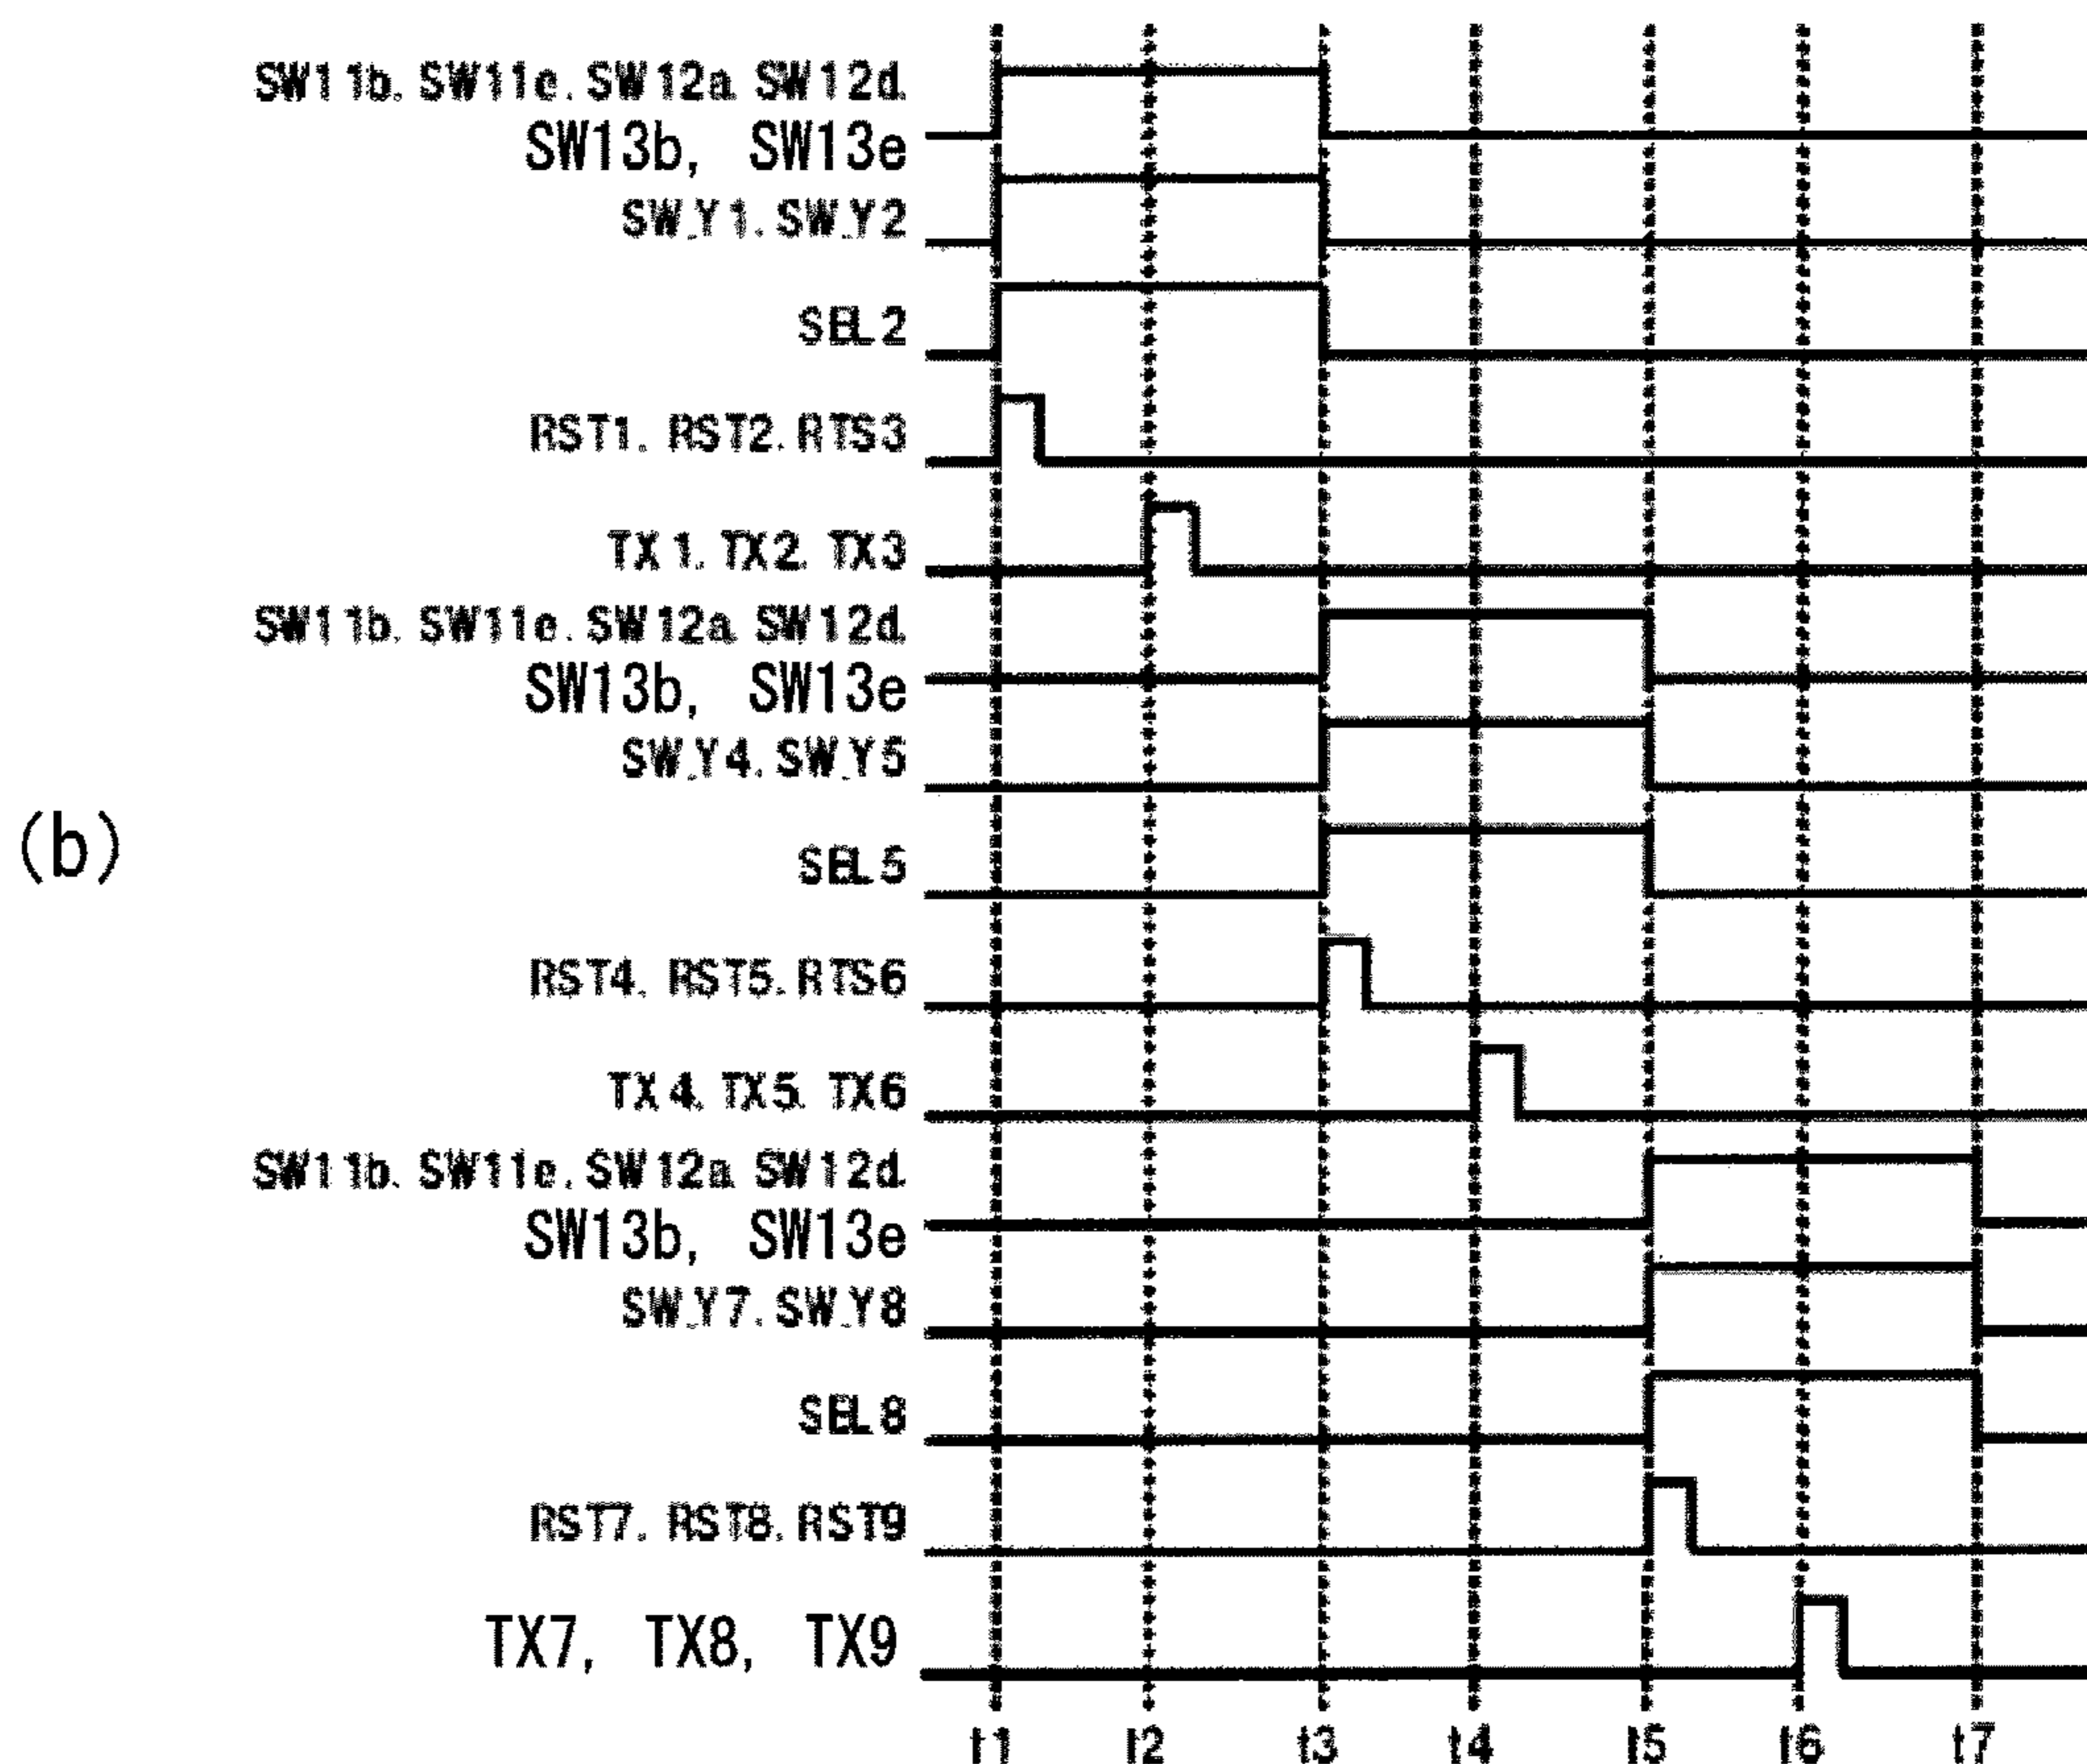 SW11b. SW11e. SW12a. SW12d.
SW13b, SW13e
SW_Y1. SW_Y2
SEL2
RST1. RST2. RTS3
TX1. TX2. TX3
SW11b. SW11e. SW12a. SW12d.
SW13b, SW13e
SW_Y4. SW_Y5
(b)
SEL5
RST4. RST5. RTS6
TX4. TX5. TX6
SW11b. SW11e. SW12a. SW12d.
SW13b, SW13e
SW_Y7. SW_Y8
SEL8
RST7. RST8. RST9
TX7, TX8, TX9
t1 t2 t3 t4 t5 t6 t7